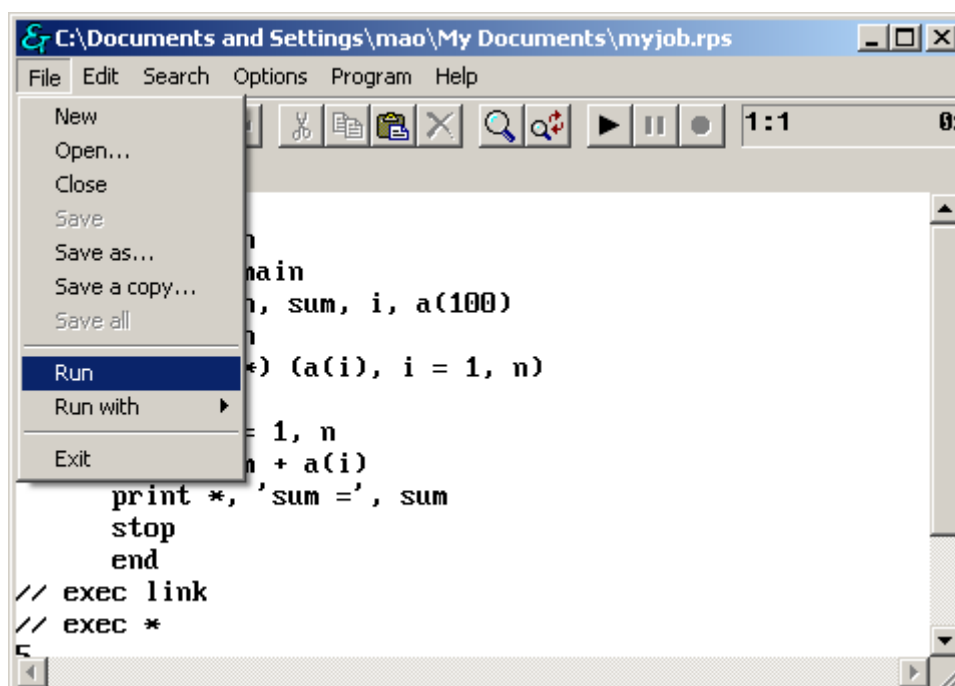 C:\Documents and Settings\mao\My Documents\myjob.rps
File Edit Search Options Program Help
1:1
New
Open...
Close
Save
Save as...
Save a copy...
Save all
Run
Run with
Exit
main
, sum, i, a(100)
*) (a(i), i = 1, n)
= 1, n
+ a(i)
print *, 'sum =', sum
stop
end
// exec link
// exec *
5